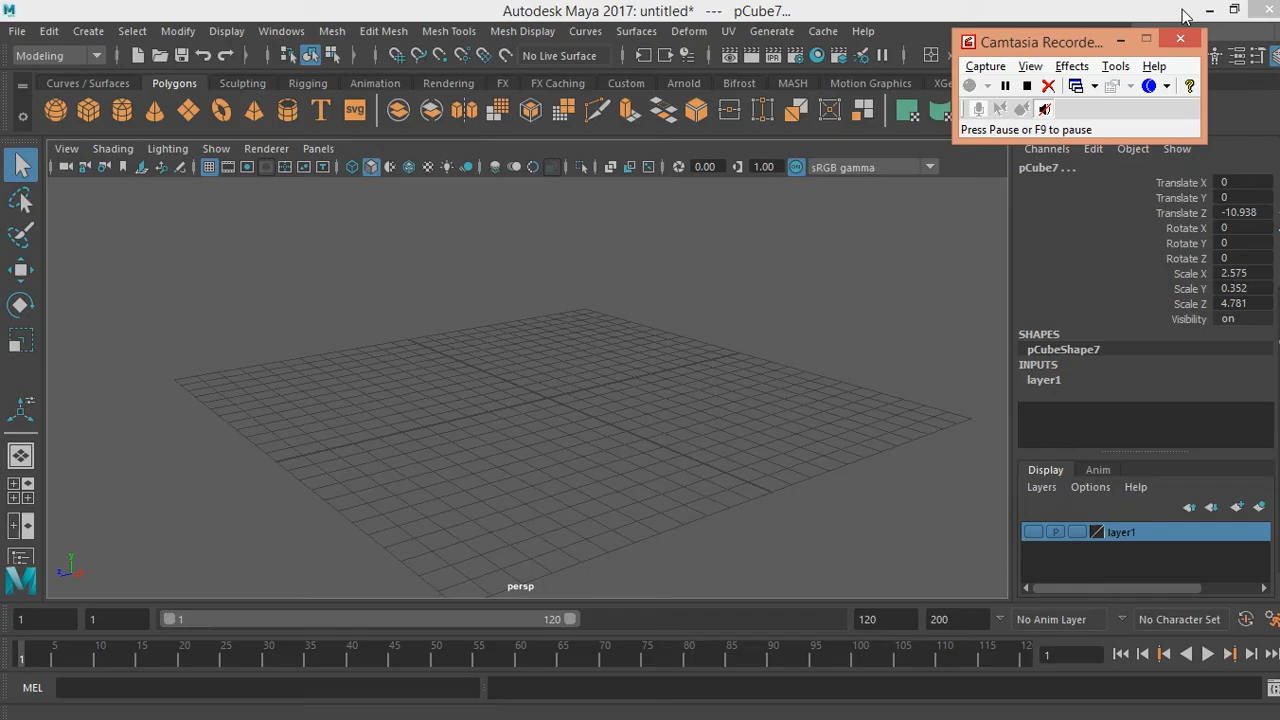 Autodesk Maya 2017: untitled*   ---   pCube7...
File Edit Create Select Modify Display Windows Mesh Edit Mesh Mesh Tools Mesh Display Curves Surfaces Deform UV Generate Cache Help
Camtasia Recorde...
Capture View Effects Tools Help
Press Pause or F9 to pause
Modeling
No Live Surface
Curves / Surfaces Polygons Sculpting Rigging Animation Rendering FX FX Caching Custom Arnold Bifrost MASH Motion Graphics XGe
T svg
View Shading Lighting Show Renderer Panels
0.00 1.00 ON sRGB gamma
Channels Edit Object Show
pCube7 . . .
Translate X 0
Translate Y 0
Translate Z -10.938
Rotate X 0
Rotate Y 0
Rotate Z 0
Scale X 2.575
Scale Y 0.352
Scale Z 4.781
Visibility on
SHAPES
pCubeShape7
INPUTS
layer1
Display Anim
Layers Options Help
P layer1
y
z
persp
1 1 1 120 120 200 No Anim Layer No Character Set
1 5 10 15 20 25 30 35 40 45 50 55 60 65 70 75 80 85 90 95 100 105 110 115 12 1
MEL